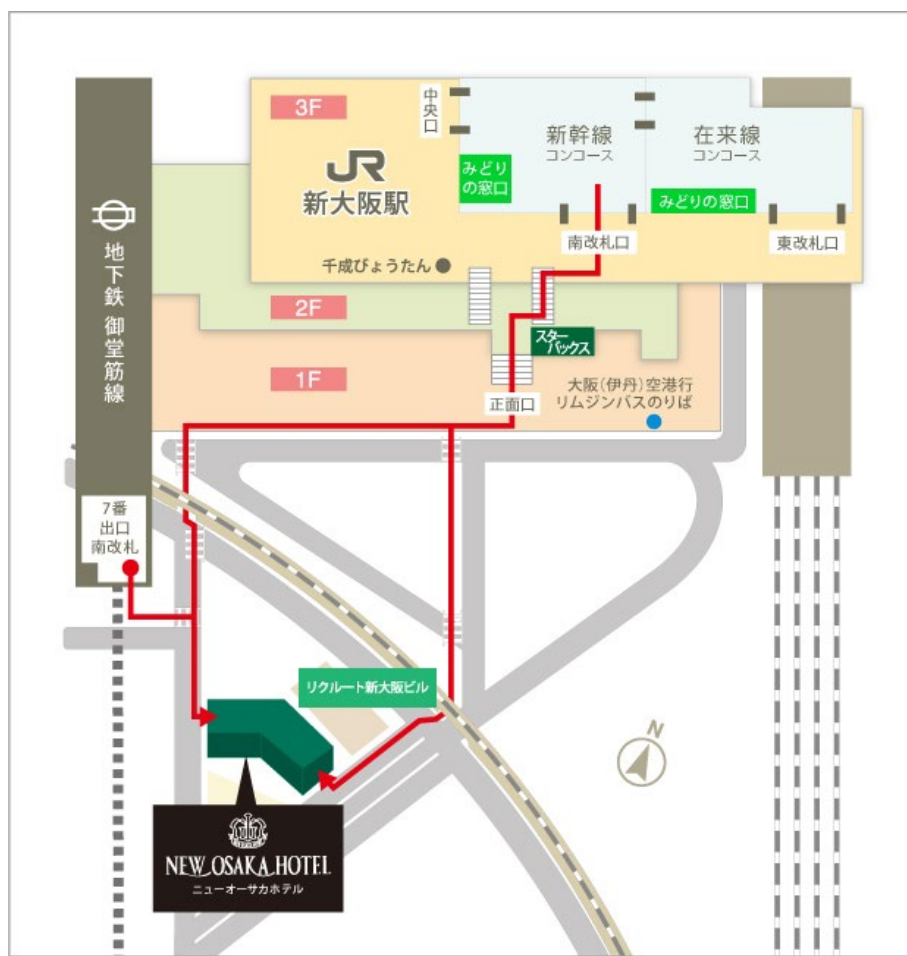 3F
中央口
新幹線
コンコース
在来線
コンコース
みどり
の窓口
みどりの窓口
JR
新大阪駅
南改札口
東改札口
千成びょうたん
地下鉄 御堂筋線
2F
スター
バックス
1F
正面口
大阪(伊丹)空港行
リムジンバスのりば
7番
出口
南改札
リクルート新大阪ビル
N
NEW OSAKA HOTEL
ニューオーサカホテル